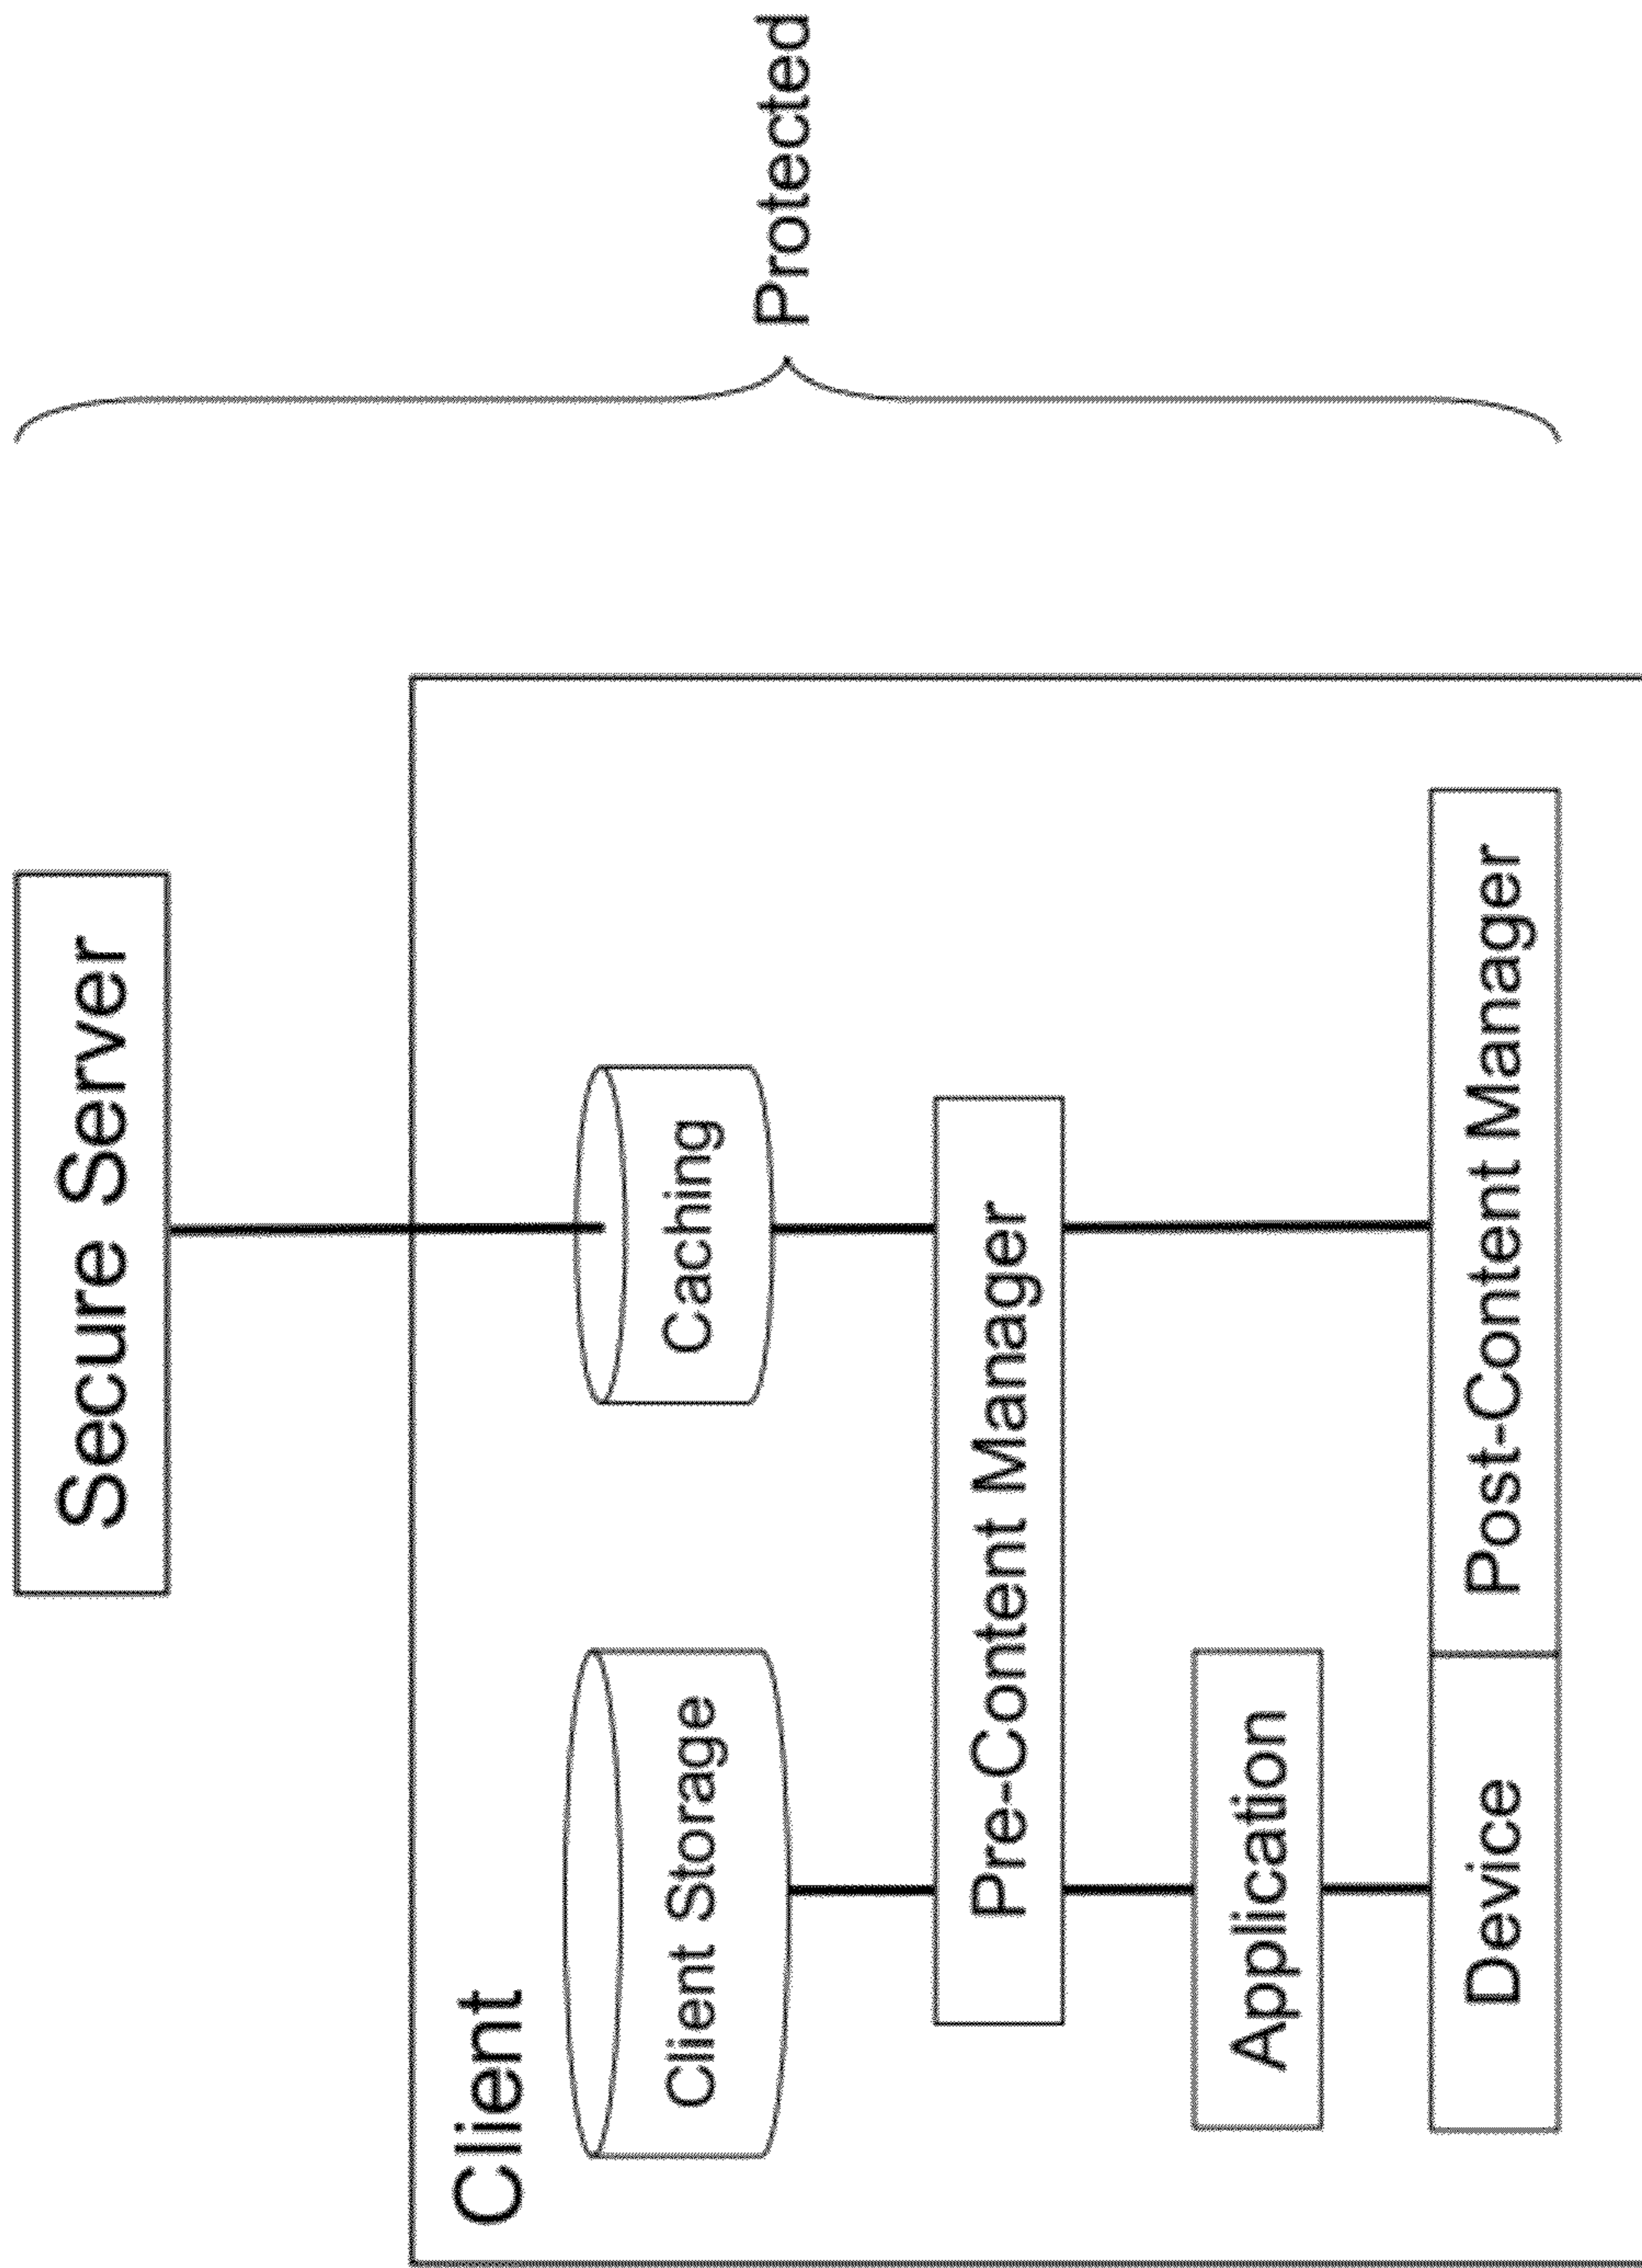 Secure Server
Client
Client Storage
Caching
Pre-Content Manager
Application
Device
Post-Content Manager
Protected